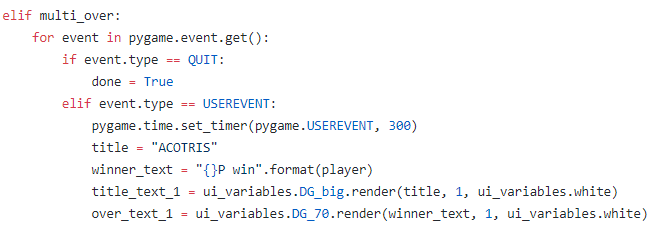 elif multi_over:
    for event in pygame.event.get():
        if event.type == QUIT:
            done = True
        elif event.type == USEREVENT:
            pygame.time.set_timer(pygame.USEREVENT, 300)
            title = "ACOTRIS"
            winner_text = "{}P win".format(player)
            title_text_1 = ui_variables.DG_big.render(title, 1, ui_variables.white)
            over_text_1 = ui_variables.DG_70.render(winner_text, 1, ui_variables.white)